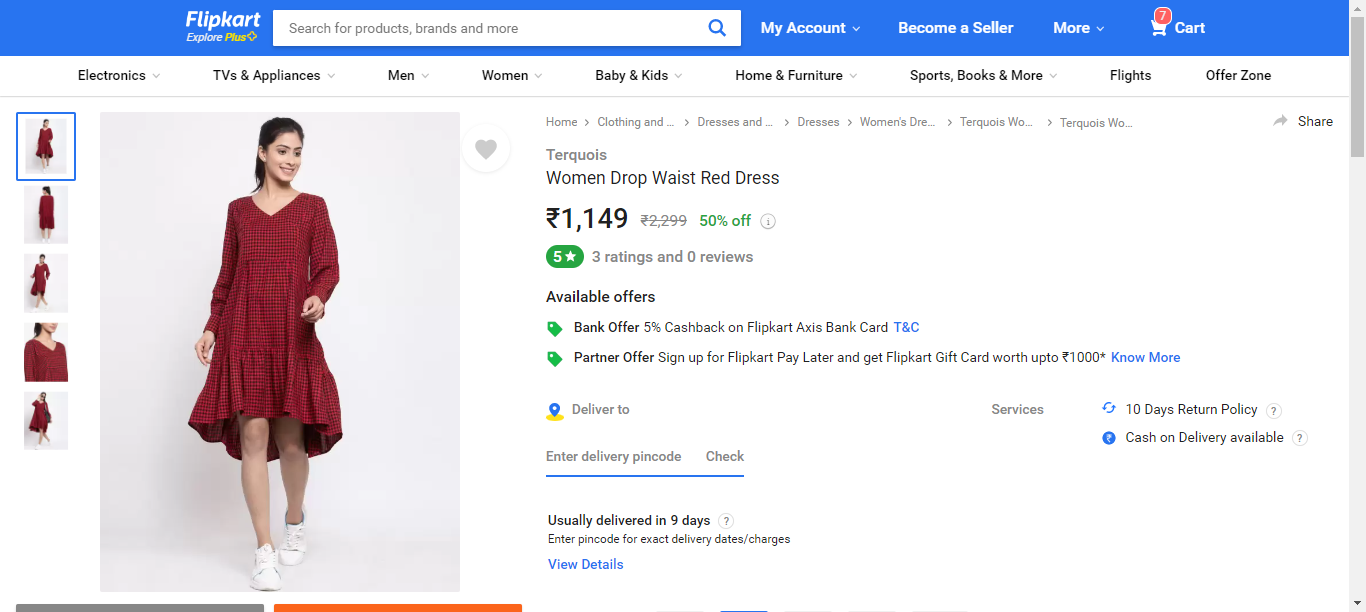 Flipkart
Explore Plus
Search for products, brands and more
My Account
Become a Seller
More
7
Cart
Electronics
TVs & Appliances
Men
Women
Baby & Kids
Home & Furniture
Sports, Books & More
Flights
Offer Zone
Home
Clothing and ...
Dresses and ...
Dresses
Women's Dre...
Terquois Wo...
Terquois Wo...
Share
Terquois
Women Drop Waist Red Dress
₹1,149 ₹2,299 50% off i
5★ 3 ratings and 0 reviews
Available offers
Bank Offer 5% Cashback on Flipkart Axis Bank Card T&C
Partner Offer Sign up for Flipkart Pay Later and get Flipkart Gift Card worth upto ₹1000* Know More
Deliver to
Enter delivery pincode Check
Services
10 Days Return Policy ?
₹ Cash on Delivery available ?
Usually delivered in 9 days ?
Enter pincode for exact delivery dates/charges
View Details